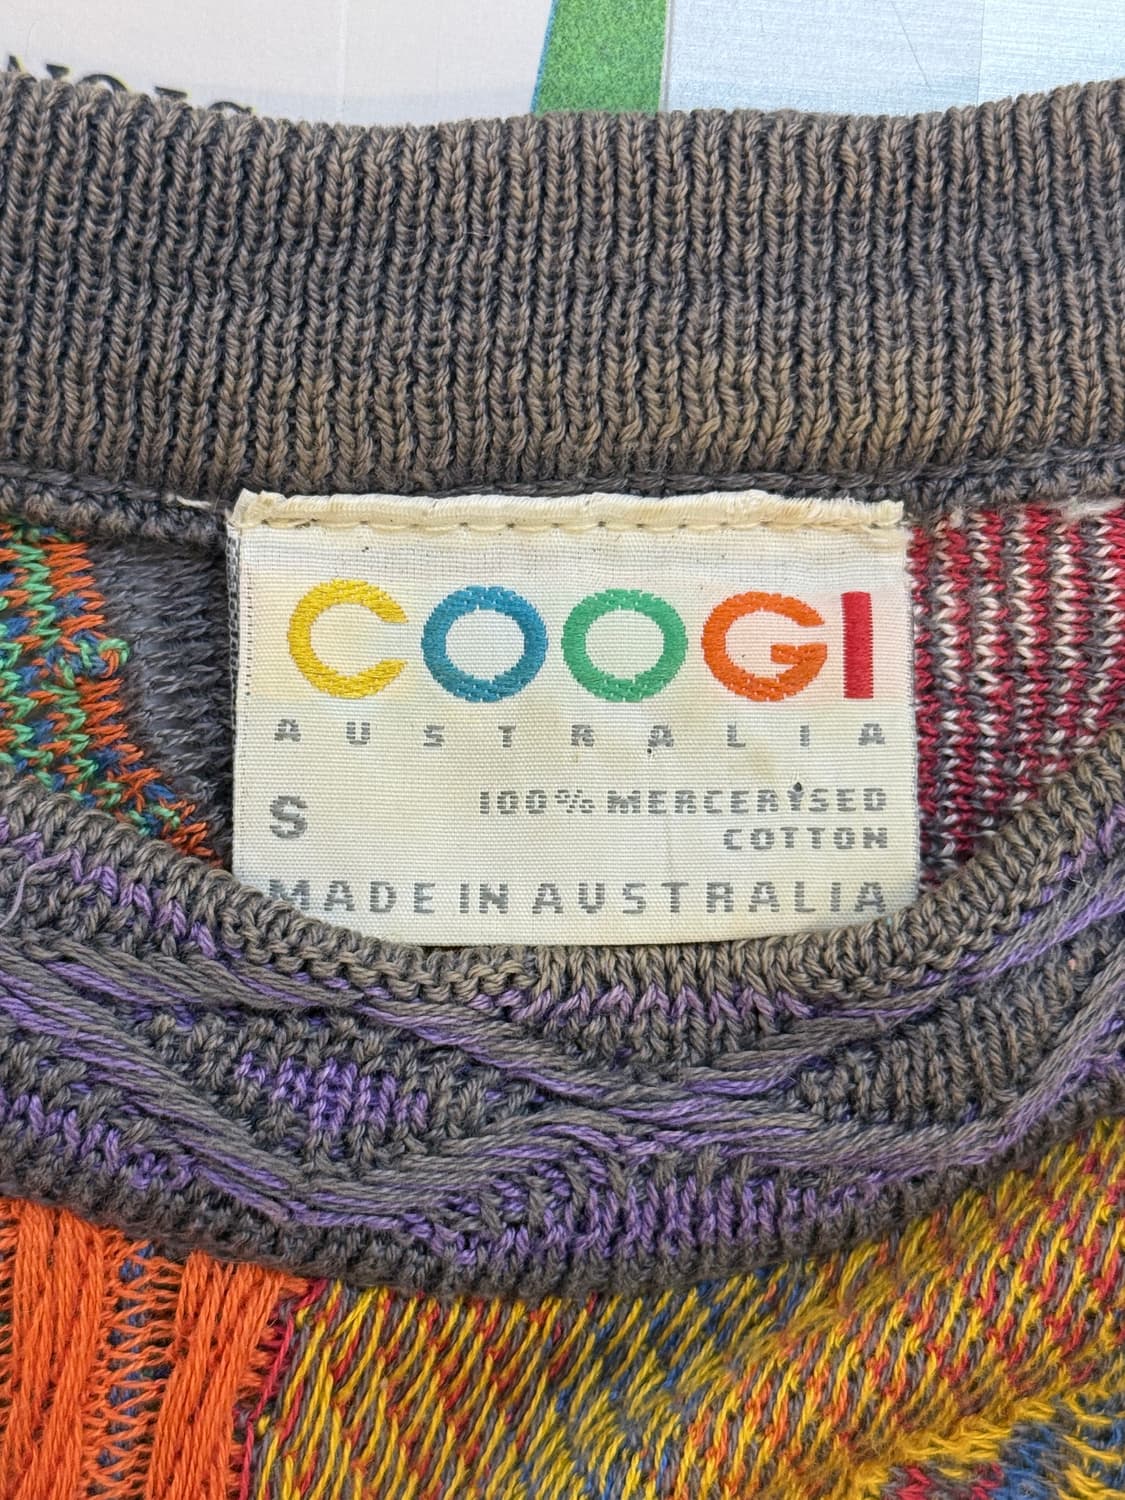 COOGI
AUSTRALIA
S
100% MERCERISED
COTTON
MADE IN AUSTRALIA